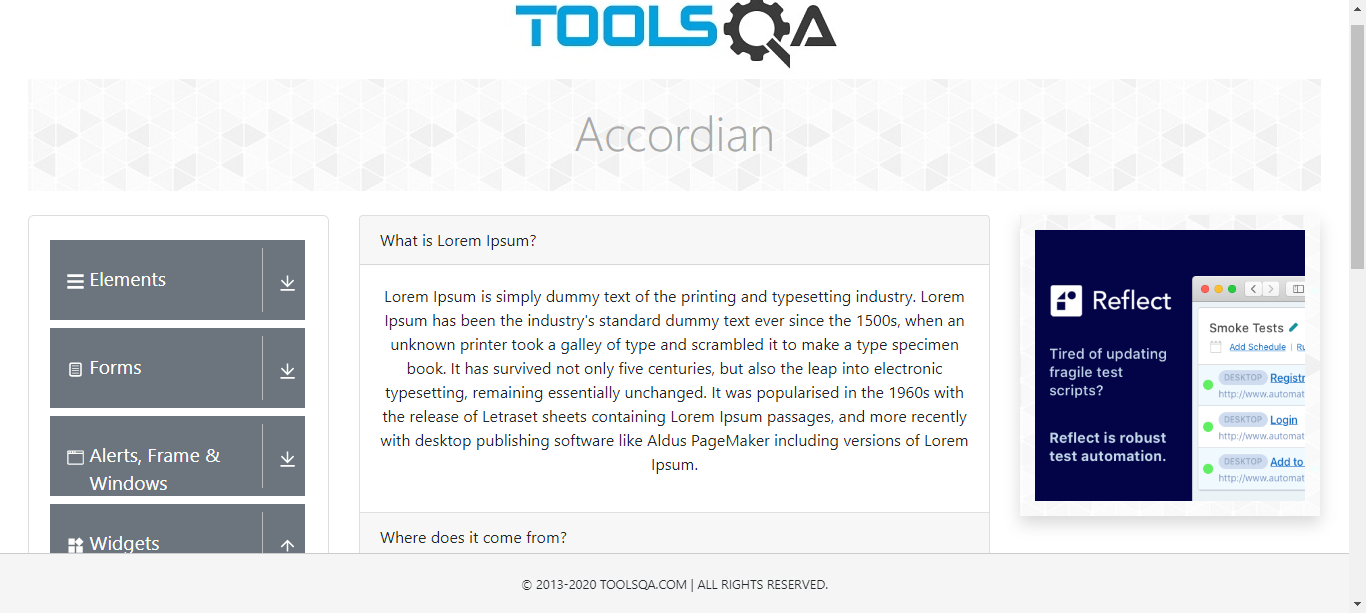 TOOLSQA
Accordian
Elements
Forms
Alerts, Frame &
Windows
Widgets
What is Lorem Ipsum?
Lorem Ipsum is simply dummy text of the printing and typesetting industry. Lorem
Ipsum has been the industry's standard dummy text ever since the 1500s, when an
unknown printer took a galley of type and scrambled it to make a type specimen
book. It has survived not only five centuries, but also the leap into electronic
typesetting, remaining essentially unchanged. It was popularised in the 1960s with
the release of Letraset sheets containing Lorem Ipsum passages, and more recently
with desktop publishing software like Aldus PageMaker including versions of Lorem
Ipsum.
Where does it come from?
Reflect
Tired of updating
fragile test
scripts?
Reflect is robust
test automation.
Smoke Tests
Add Schedule | Ru
DESKTOP Registr
http://www.automat
DESKTOP Login
http://www.automat
DESKTOP Add to
http://www.automat
© 2013-2020 TOOLSQA.COM | ALL RIGHTS RESERVED.